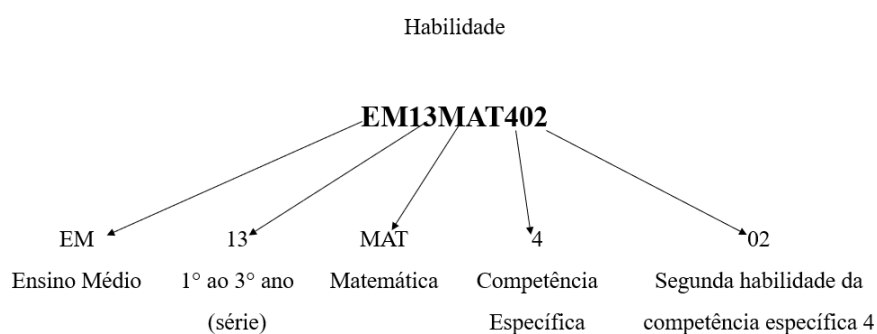 Habilidade
EM13MAT402
EM 13 MAT 4 02
Ensino Médio 1° ao 3° ano Matemática Competência Segunda habilidade da
(série) Específica competência específica 4